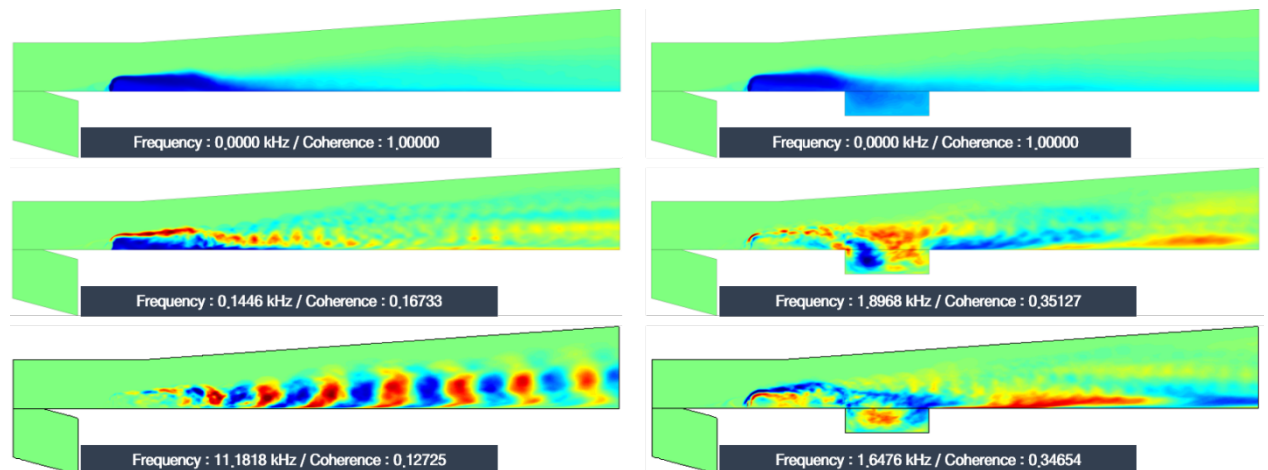 Frequency : 0.0000 kHz / Coherence : 1.00000
Frequency : 0.0000 kHz / Coherence : 1.00000
Frequency : 0.1446 kHz / Coherence : 0.16733
Frequency : 1.8968 kHz / Coherence : 0.35127
Frequency : 11.1818 kHz / Coherence : 0.12725
Frequency : 1.6476 kHz / Coherence : 0.34654